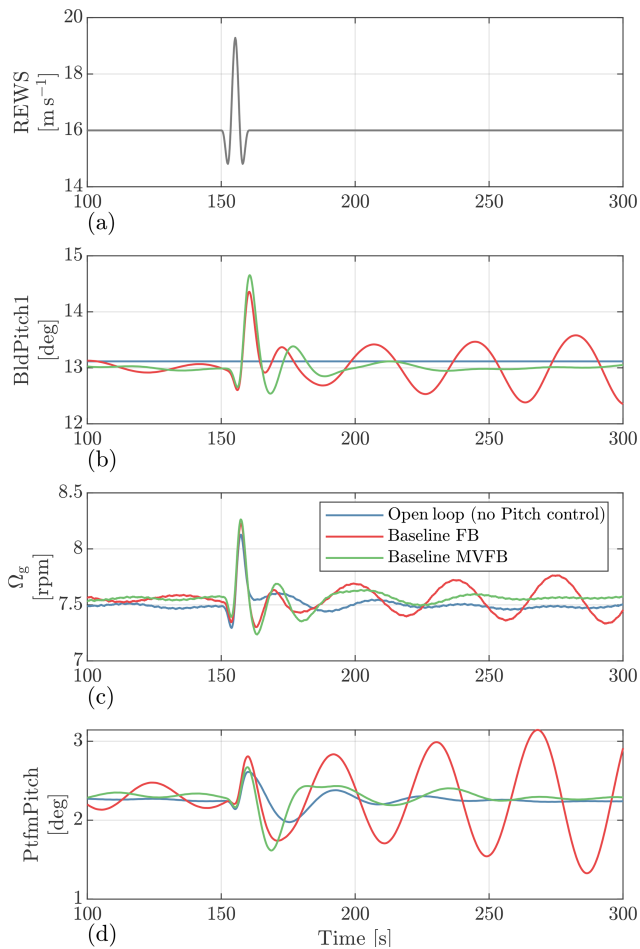 20
18
16
14
REWS
[m s⁻¹]
100 150 200 250 300
(a)
15
14
13
12
BldPitch1
[deg]
100 150 200 250 300
(b)
8.5
8
7.5
7
Ω_g
[rpm]
Open loop (no Pitch control)
Baseline FB
Baseline MVFB
100 150 200 250 300
(c)
3
2
1
PtfmPitch
[deg]
100 150 200 250 300
(d)
Time [s]